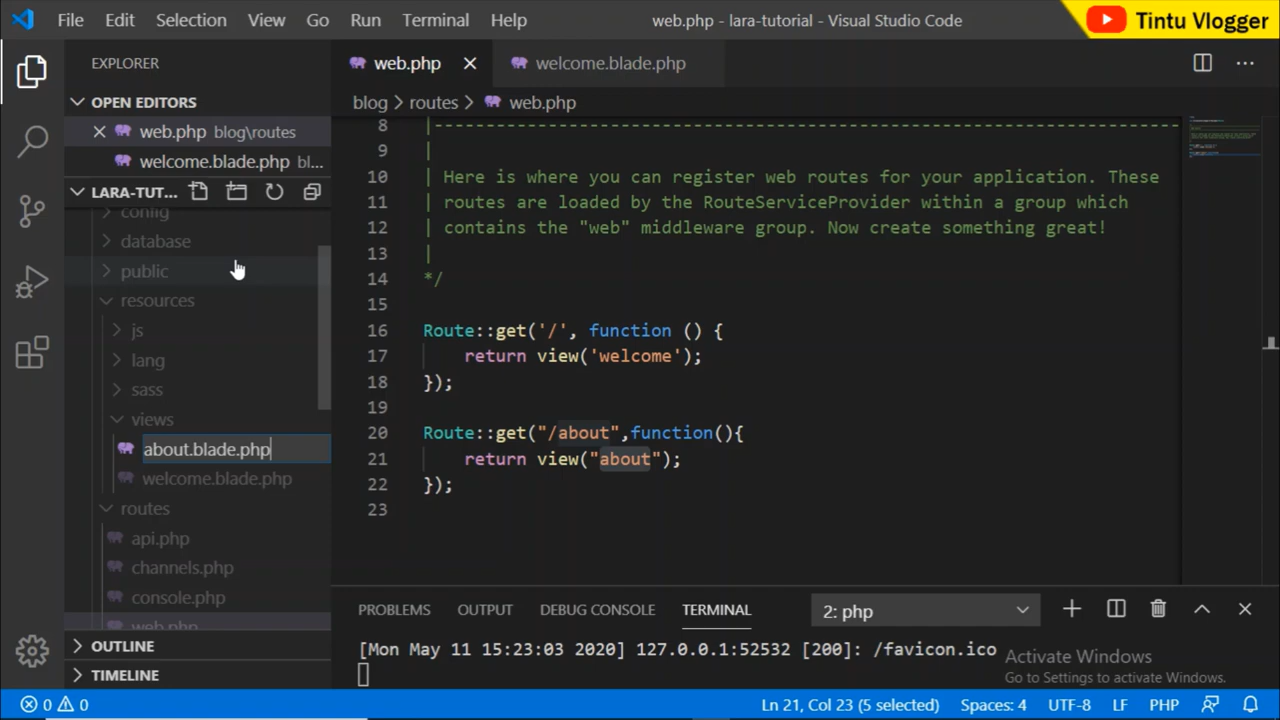 File Edit Selection View Go Run Terminal Help
web.php - lara-tutorial - Visual Studio Code
Tintu Vlogger
EXPLORER
OPEN EDITORS
web.php blog\routes
welcome.blade.php bl...
LARA-TUT...
config
database
public
resources
js
lang
sass
views
about.blade.php
welcome.blade.php
routes
api.php
channels.php
console.php
web.php
OUTLINE
TIMELINE
web.php welcome.blade.php
blog > routes > web.php
8 |--------------------------------------------------------------------------
9 |
10 | Here is where you can register web routes for your application. These
11 | routes are loaded by the RouteServiceProvider within a group which
12 | contains the "web" middleware group. Now create something great!
13 |
14 */
15
16 Route::get('/', function () {
17 return view('welcome');
18 });
19
20 Route::get("/about",function(){
21 return view("about");
22 });
23
PROBLEMS OUTPUT DEBUG CONSOLE TERMINAL 2: php
[Mon May 11 15:23:03 2020] 127.0.0.1:52532 [200]: /favicon.ico
Activate Windows
Go to Settings to activate Windows.
0 0 Ln 21, Col 23 (5 selected) Spaces: 4 UTF-8 LF PHP